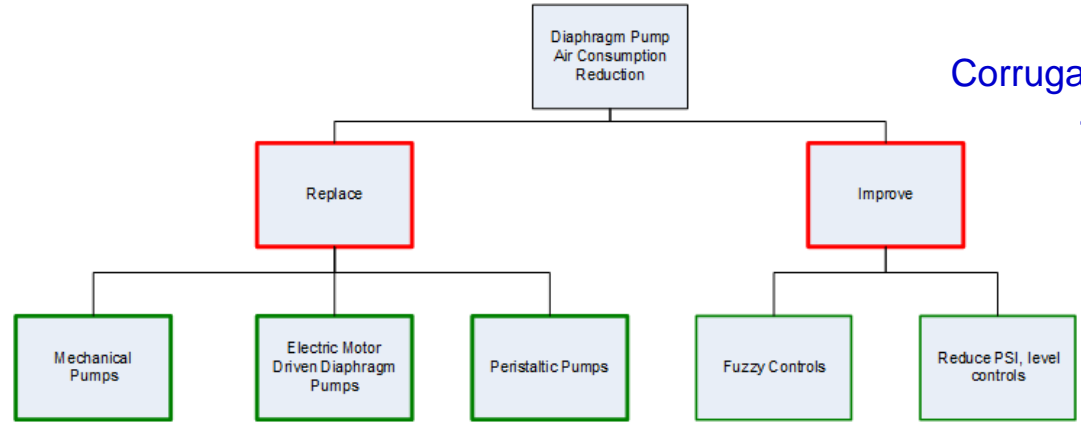 Diaphragm Pump
Air Consumption
Reduction
Corruga
Replace
Improve
Mechanical
Pumps
Electric Motor
Driven Diaphragm
Pumps
Peristaltic Pumps
Fuzzy Controls
Reduce PSI, level
controls